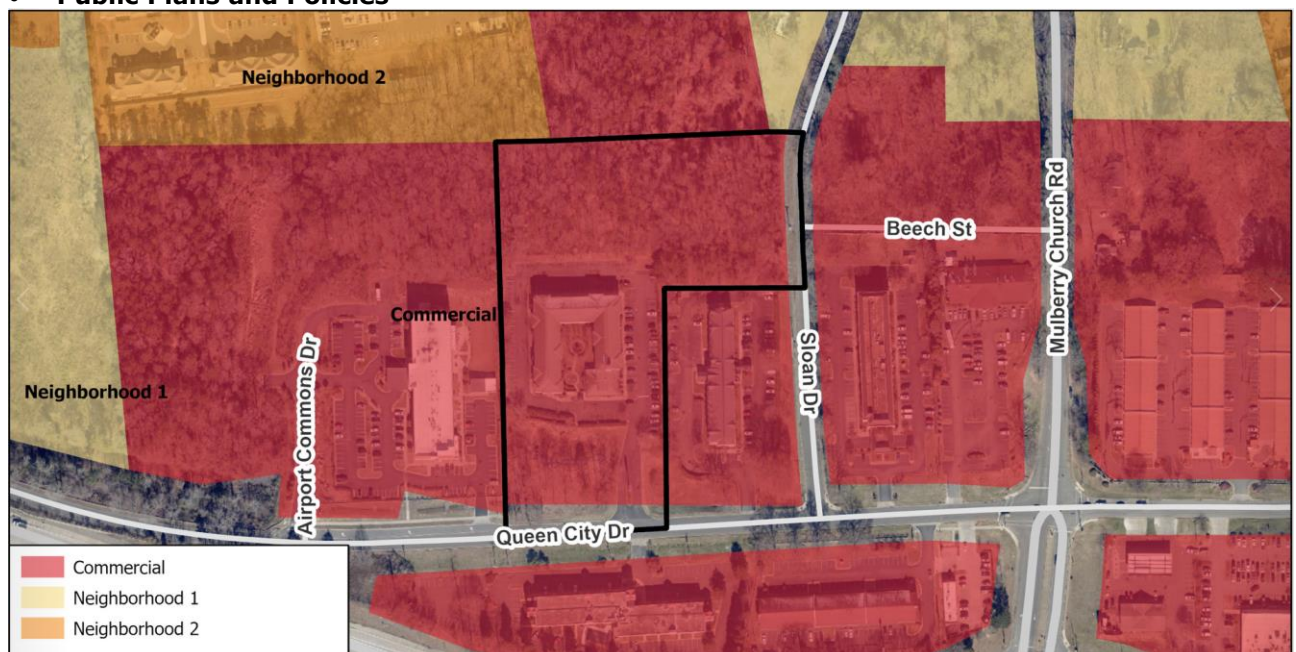 • Public Plans and Policies
Neighborhood 2
Mulberry Church Rd
Beech St
Commercial
Sloan Dr
Airport Commons Dr
Neighborhood 1
Queen City Dr
Commercial
Neighborhood 1
Neighborhood 2